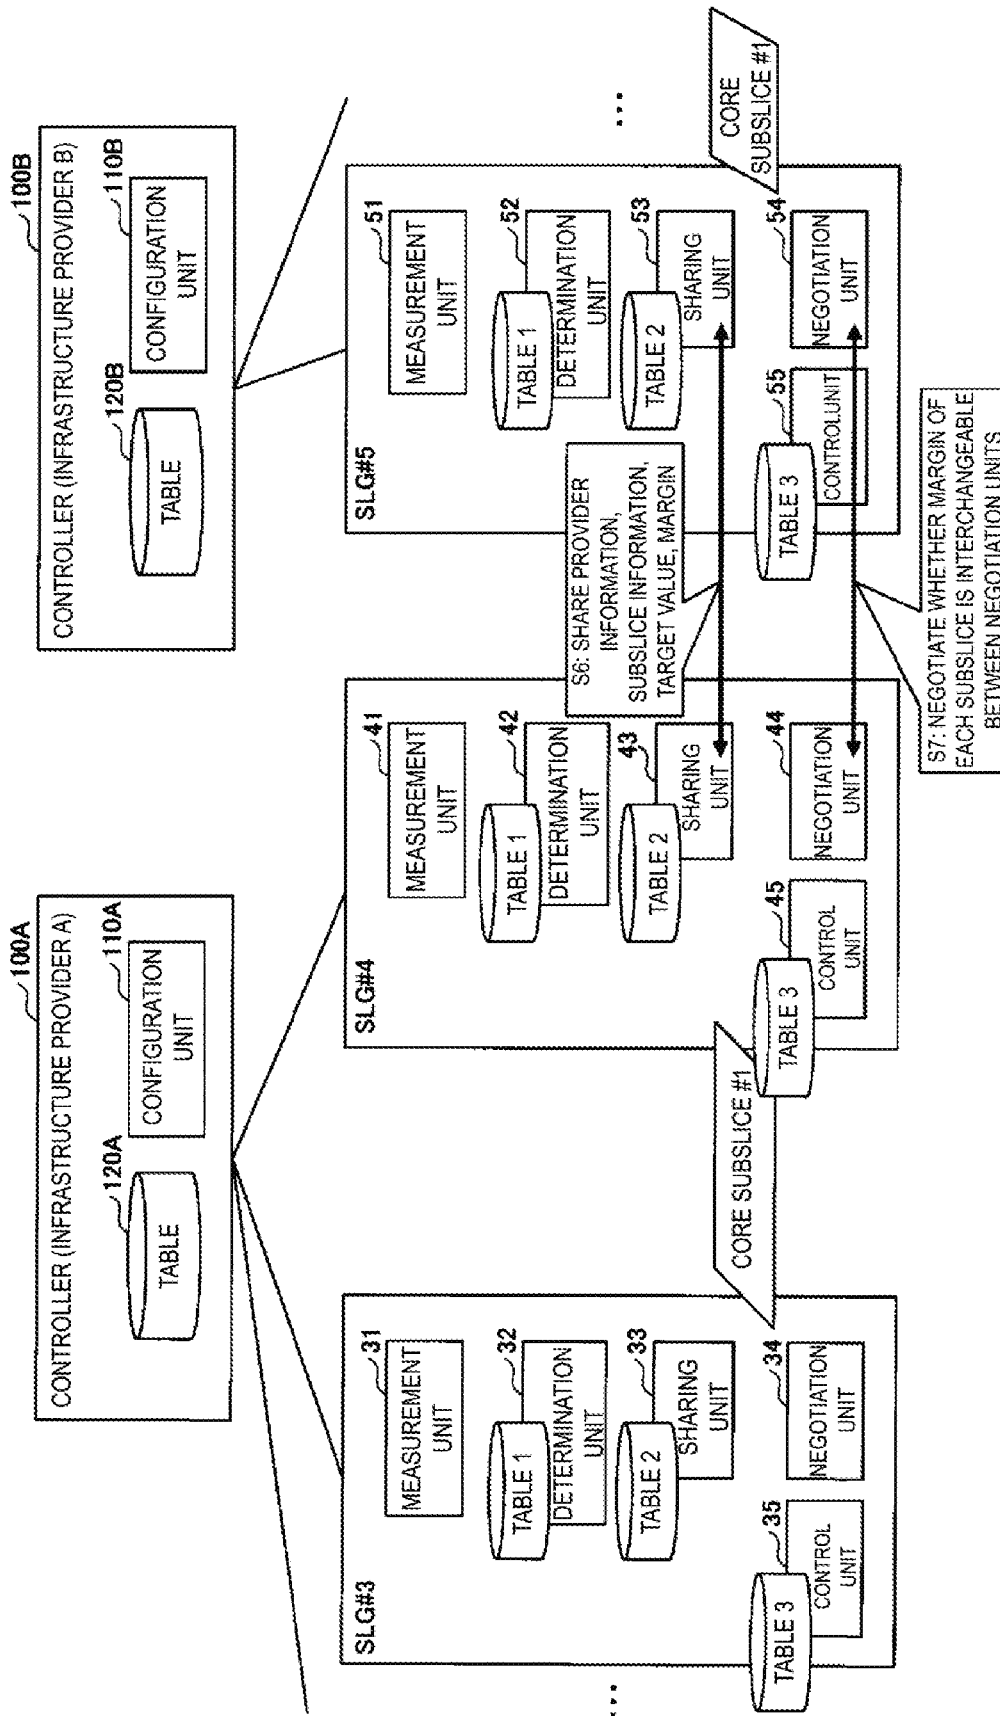 100A
CONTROLLER (INFRASTRUCTURE PROVIDER A)
120A
TABLE
110A
CONFIGURATION
UNIT
100B
CONTROLLER (INFRASTRUCTURE PROVIDER B)
120B
TABLE
110B
CONFIGURATION
UNIT
...
SLG#3
31
MEASUREMENT
UNIT
32
TABLE 1
DETERMINATION
UNIT
33
TABLE 2
SHARING
UNIT
34
NEGOTIATION
UNIT
35
TABLE 3
CONTROL
UNIT
CORE SUBSLICE #1
SLG#4
41
MEASUREMENT
UNIT
42
TABLE 1
DETERMINATION
UNIT
43
TABLE 2
SHARING
UNIT
44
NEGOTIATION
UNIT
45
TABLE 3
CONTROL
UNIT
S6: SHARE PROVIDER
INFORMATION,
SUBSLICE INFORMATION,
TARGET VALUE, MARGIN
S7: NEGOTIATE WHETHER MARGIN OF
EACH SUBSLICE IS INTERCHANGEABLE
BETWEEN NEGOTIATION UNITS
SLG#5
51
MEASUREMENT
UNIT
52
TABLE 1
DETERMINATION
UNIT
53
TABLE 2
SHARING
UNIT
54
NEGOTIATION
UNIT
55
TABLE 3
CONTROLUNIT
CORE
SUBSLICE #1
...